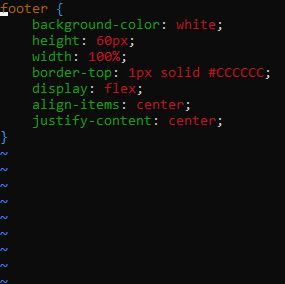 footer {
    background-color: white;
    height: 60px;
    width: 100%;
    border-top: 1px solid #CCCCCC;
    display: flex;
    align-items: center;
    justify-content: center;
}
~
~
~
~
~
~
~
~
~